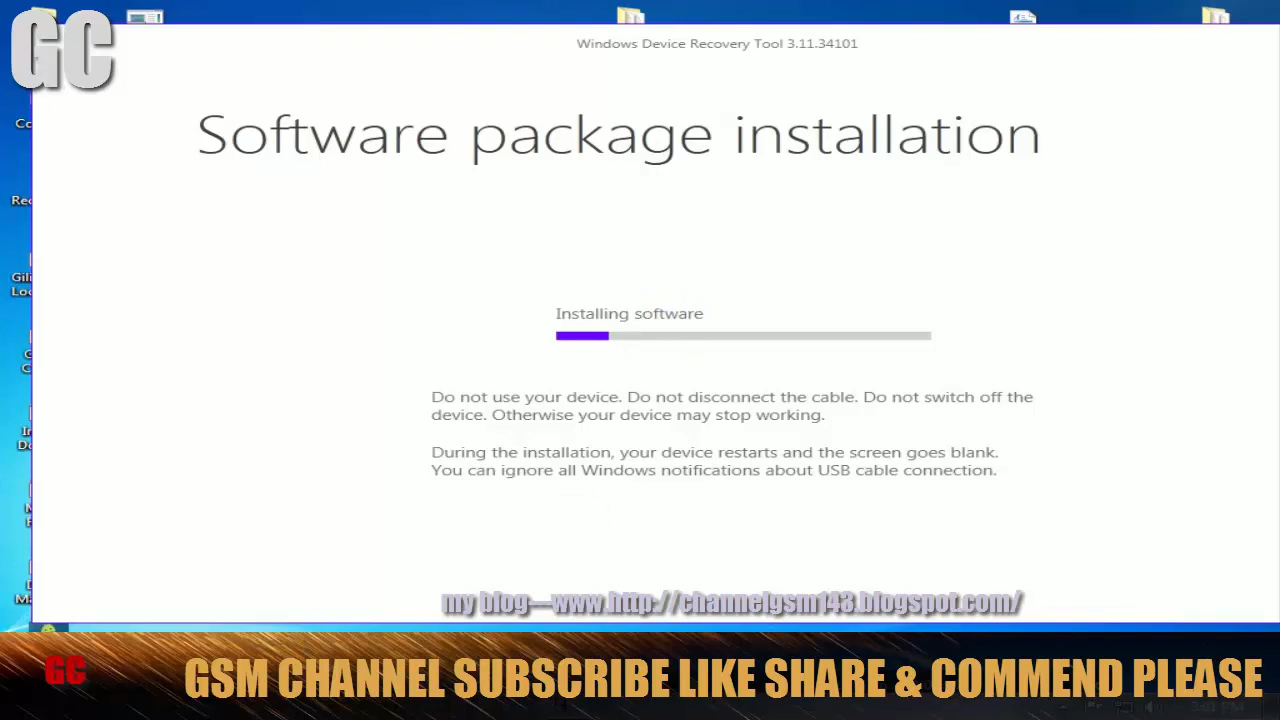 GC
Windows Device Recovery Tool 3.11.34101
Software package installation
Installing software
Do not use your device. Do not disconnect the cable. Do not switch off the
device. Otherwise your device may stop working.
During the installation, your device restarts and the screen goes blank.
You can ignore all Windows notifications about USB cable connection.
my blog---www.http://channelgsm143.blogspot.com/
GC
GSM CHANNEL SUBSCRIBE LIKE SHARE & COMMEND PLEASE
3:01 PM